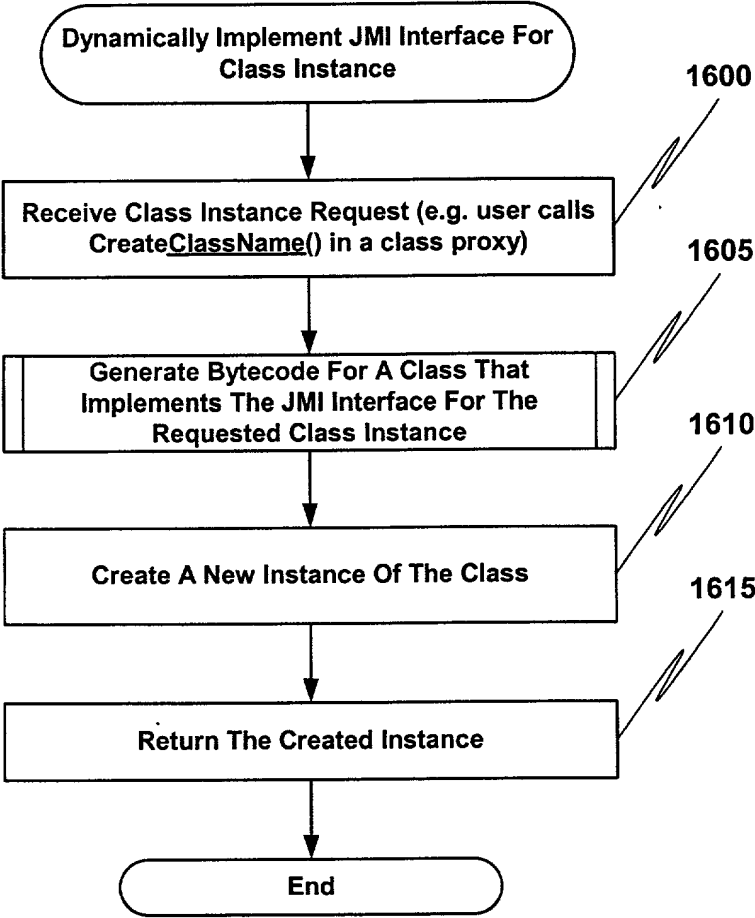 Dynamically Implement JMI Interface For
Class Instance
1600
Receive Class Instance Request (e.g. user calls
CreateClassName() in a class proxy)
1605
Generate Bytecode For A Class That
Implements The JMI Interface For The
Requested Class Instance
1610
Create A New Instance Of The Class
1615
Return The Created Instance
End